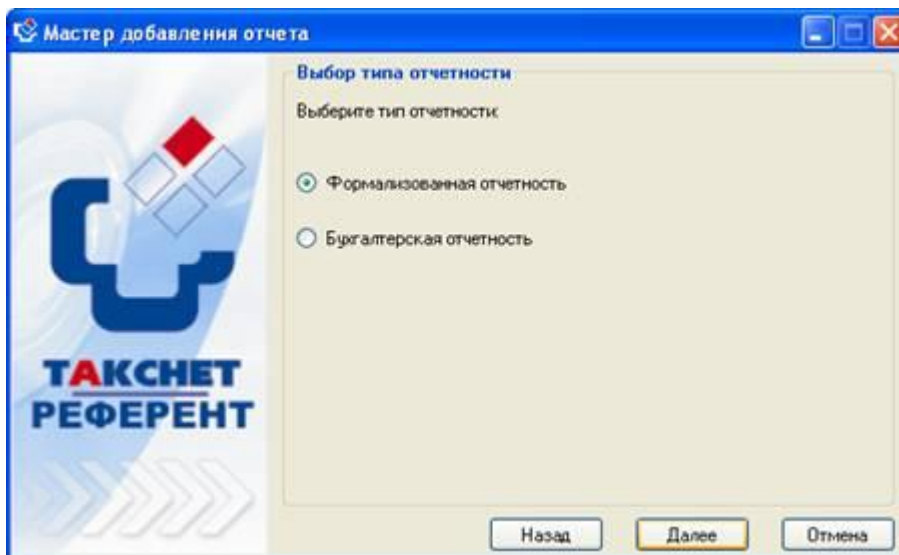 Мастер добавления отчета
Выбор типа отчетности
Выберите тип отчетности:
Формализованная отчетность
Бухгалтерская отчетность
ТАКСНЕТ
РЕФЕРЕНТ
Назад
Далее
Отмена